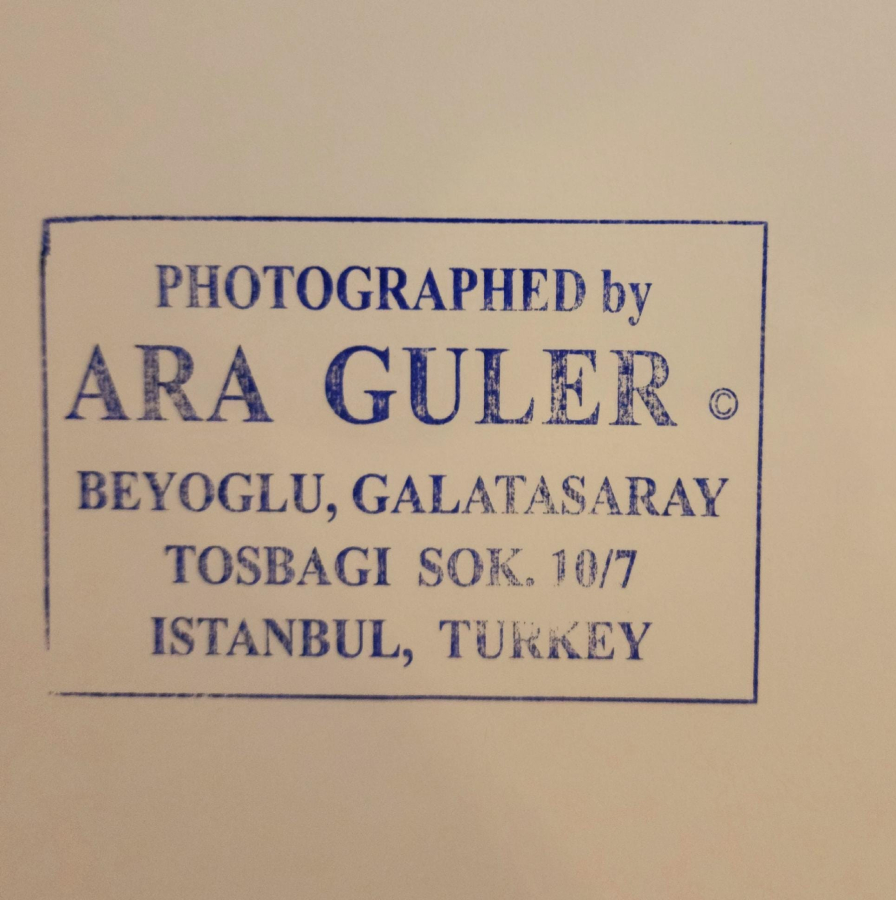 PHOTOGRAPHED by
ARA GULER ©
BEYOGLU, GALATASARAY
TOSBAGI SOK. 10/7
ISTANBUL, TURKEY